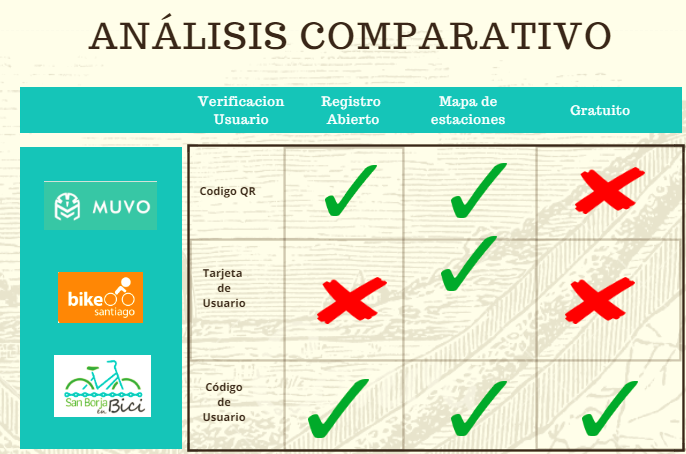 ANÁLISIS COMPARATIVO
Verificacion
Usuario
Registro
Abierto
Mapa de
estaciones
Gratuito
MUVO
Codigo QR
bike
santiago
Tarjeta
de
Usuario
San Borja
en Bici
Código
de
Usuario